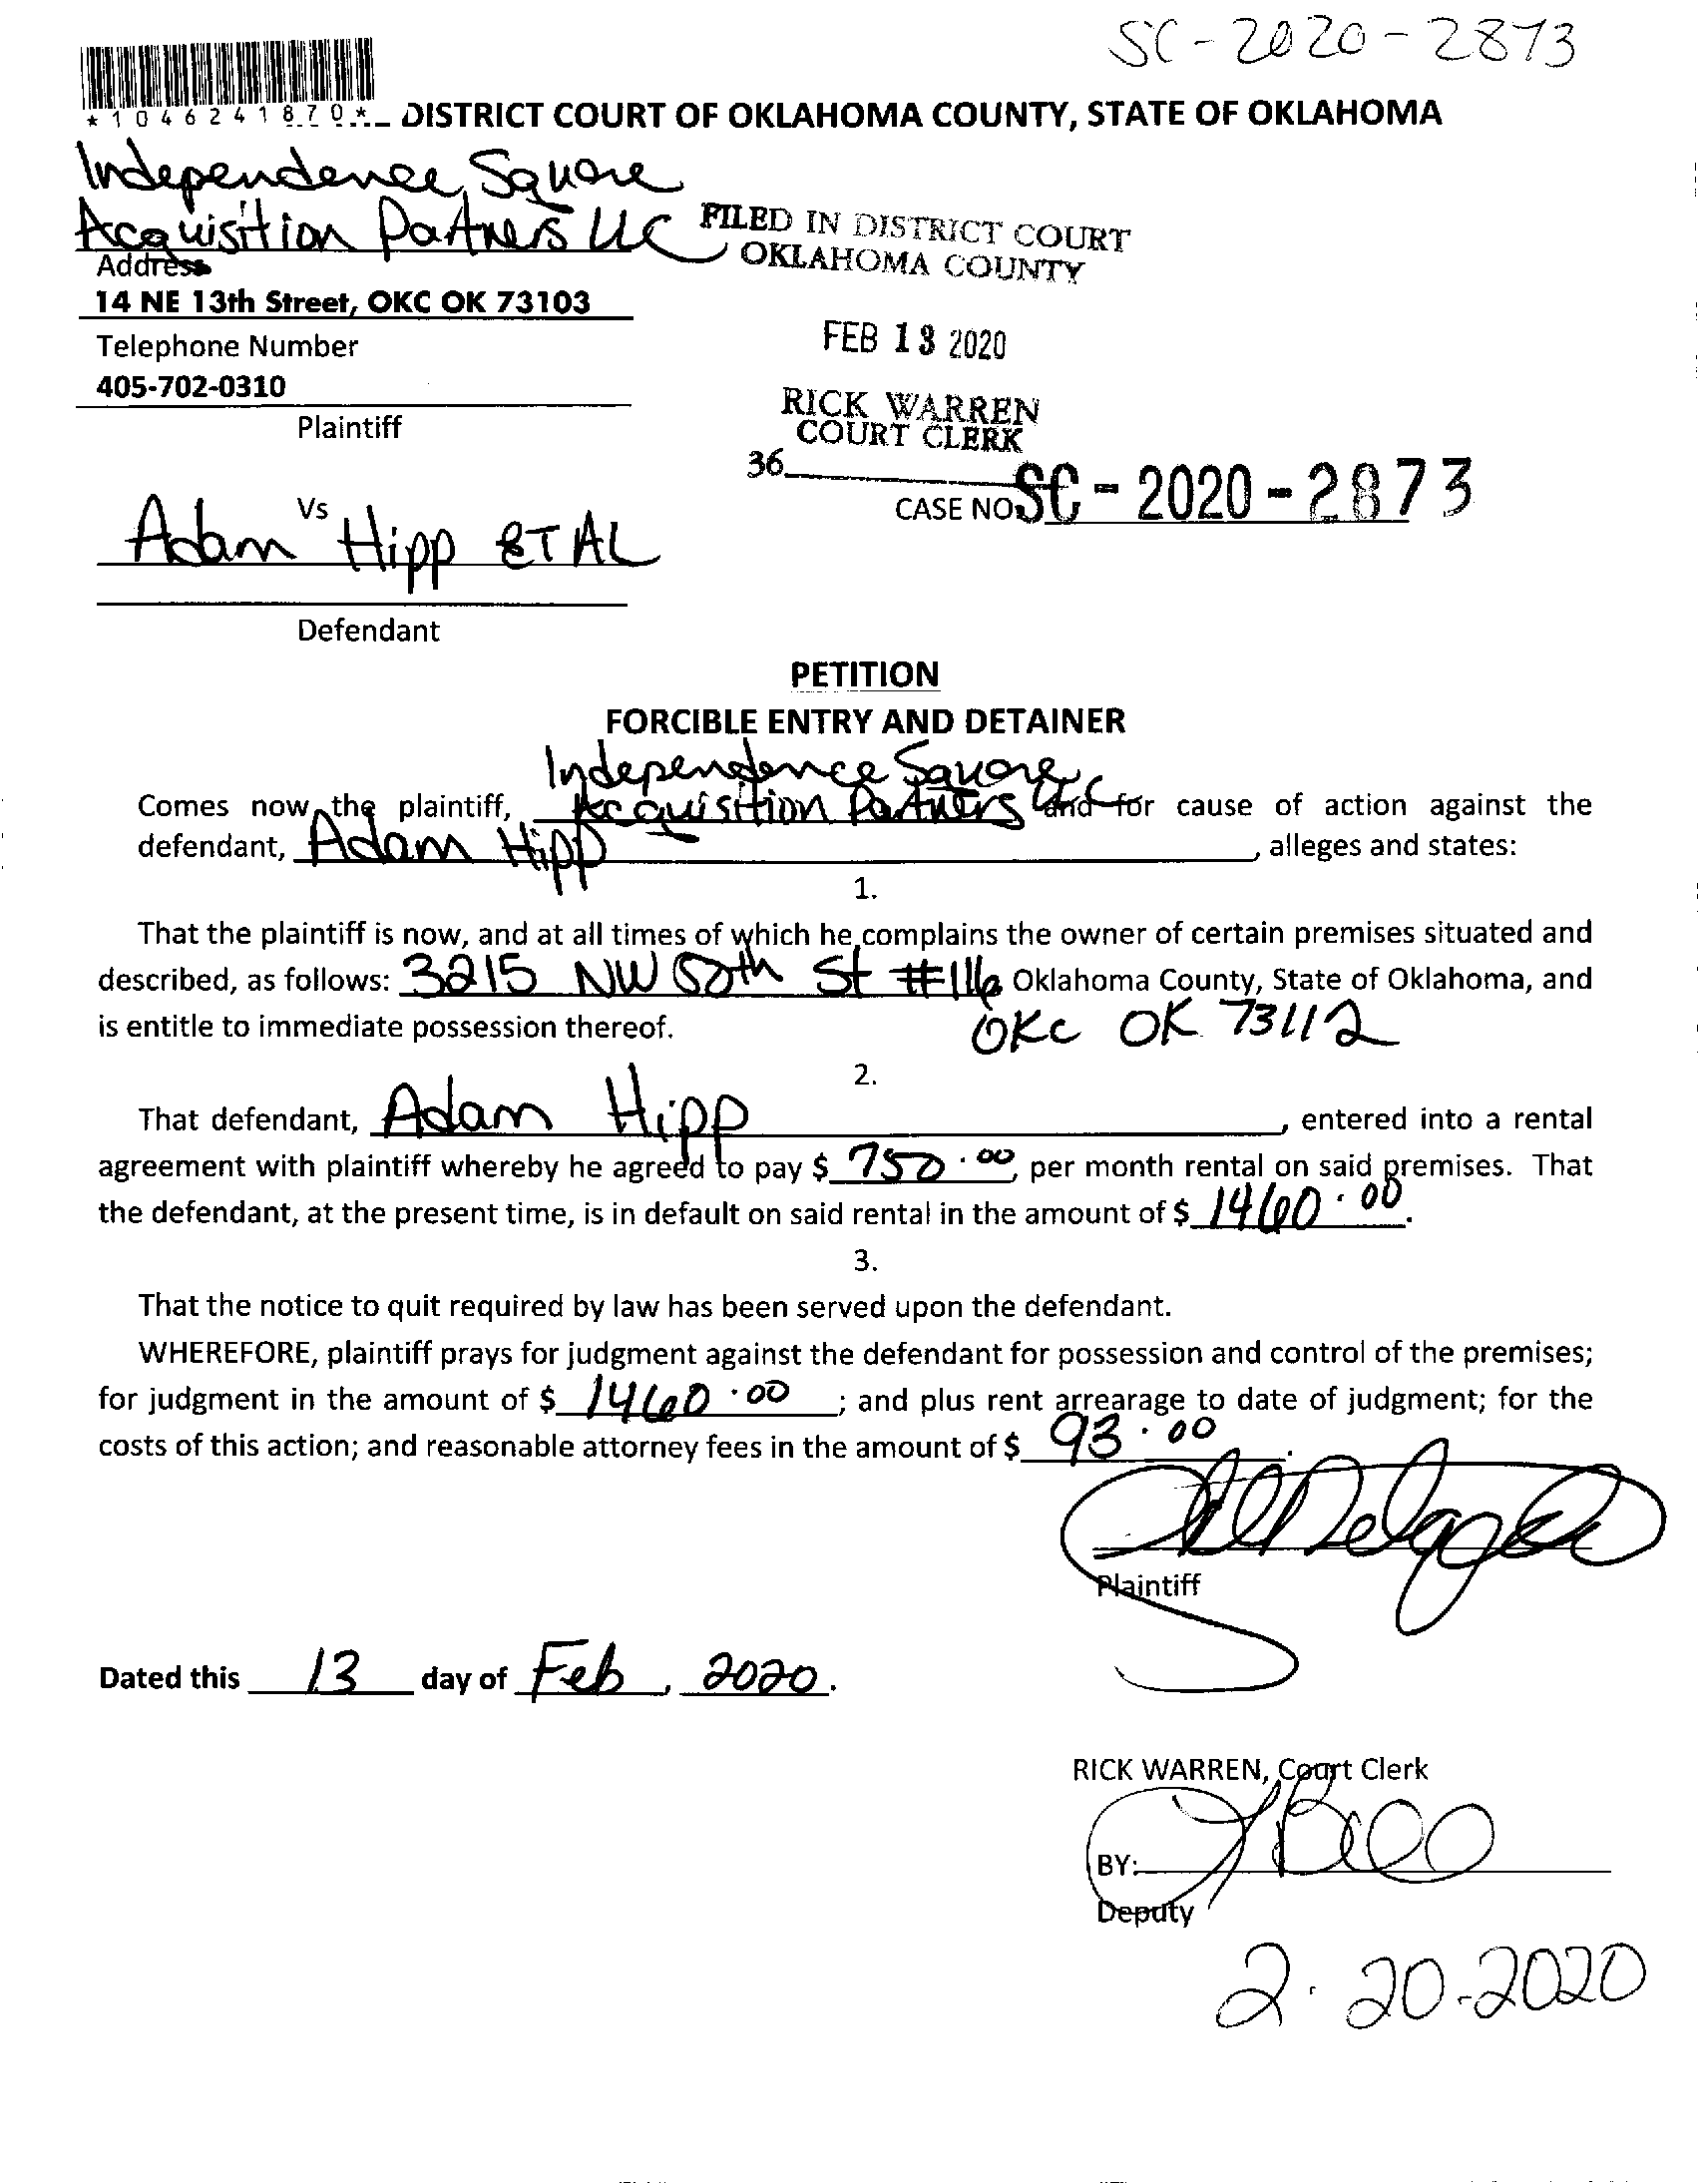 SC-2020-2873
*1046241870* DISTRICT COURT OF OKLAHOMA COUNTY, STATE OF OKLAHOMA
Independence Square
Acquisition Partners LLC
FILED IN DISTRICT COURT
OKLAHOMA COUNTY
Address
14 NE 13th Street, OKC OK 73103
Telephone Number
405-702-0310
Plaintiff
FEB 13 2020
RICK WARREN
COURT CLERK
36
CASE NO. SC-2020-2873
Vs
Adam Hipp ET AL
Defendant
PETITION
FORCIBLE ENTRY AND DETAINER
Independence Square
Comes now the plaintiff, Acquisition Partners LLC and for cause of action against the
defendant, Adam Hipp, alleges and states:
1.
That the plaintiff is now, and at all times of which he complains the owner of certain premises situated and
described, as follows: 3215 NW 50th St #116 Oklahoma County, State of Oklahoma, and
is entitle to immediate possession thereof. OKC OK 73112
2.
That defendant, Adam Hipp, entered into a rental
agreement with plaintiff whereby he agreed to pay $ 750.00, per month rental on said premises. That
the defendant, at the present time, is in default on said rental in the amount of $ 1460.00.
3.
That the notice to quit required by law has been served upon the defendant.
WHEREFORE, plaintiff prays for judgment against the defendant for possession and control of the premises;
for judgment in the amount of $ 1460.00; and plus rent arrearage to date of judgment; for the
costs of this action; and reasonable attorney fees in the amount of $ 93.00
Plaintiff
Dated this 13 day of Feb, 2020.
RICK WARREN, Court Clerk
BY:
Deputy
2.20.2020